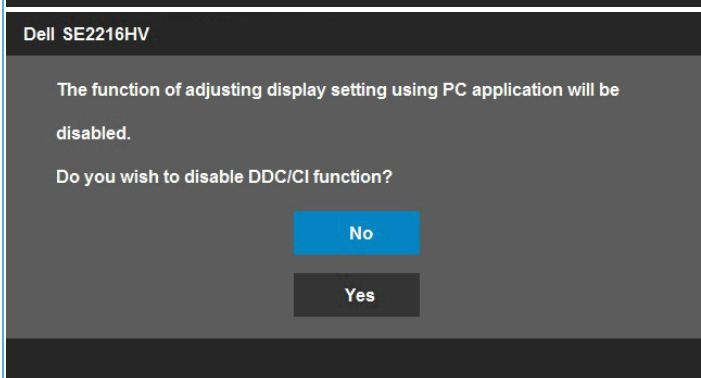 Dell SE2216HV
The function of adjusting display setting using PC application will be
disabled.
Do you wish to disable DDC/CI function?
No
Yes